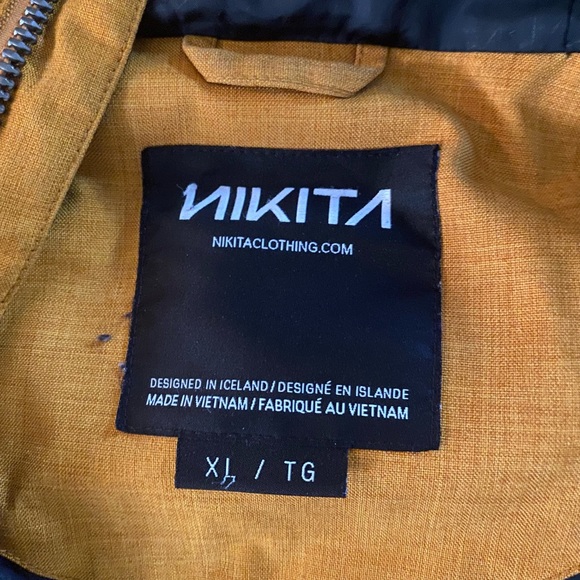 NIKITA
NIKITACLOTHING.COM
DESIGNED IN ICELAND / DESIGNÉ EN ISLANDE
MADE IN VIETNAM / FABRIQUÉ AU VIETNAM
XL / TG